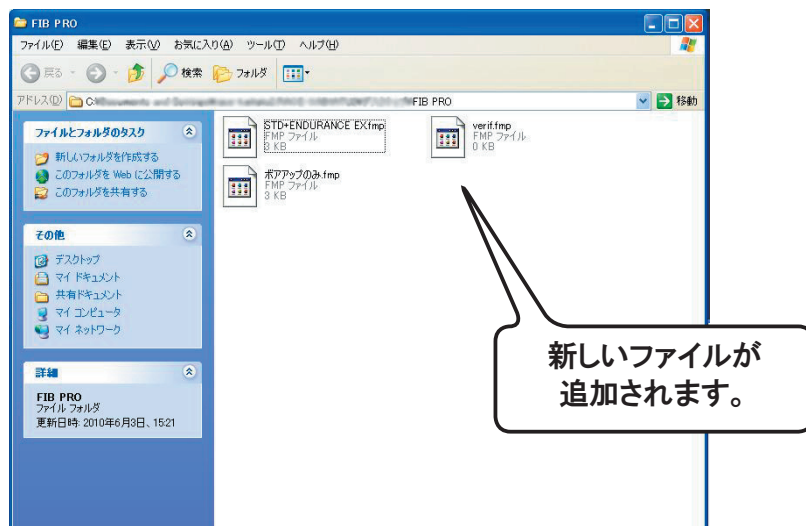 FIB PRO
ファイル(F) 編集(E) 表示(V) お気に入り(A) ツール(T) ヘルプ(H)
戻る 検索 フォルダ
アドレス(D) FIB PRO 移動
ファイルとフォルダのタスク
新しいフォルダを作成する
このフォルダを Web に公開する
このフォルダを共有する
その他
デスクトップ
マイ ドキュメント
共有ドキュメント
マイ コンピュータ
マイ ネットワーク
詳細
FIB PRO
ファイル フォルダ
更新日時: 2010年6月3日、15:21
STD+ENDURANCE EX.fmp
FMP ファイル
3 KB
verif.fmp
FMP ファイル
0 KB
ボアアップのみ.fmp
FMP ファイル
3 KB
新しいファイルが
追加されます。